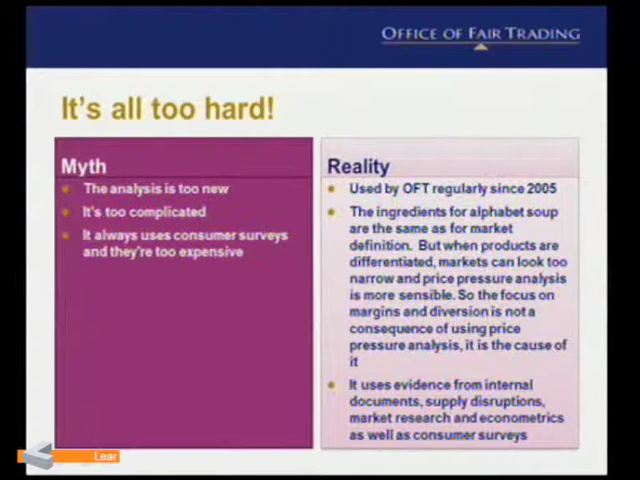 OFFICE OF FAIR TRADING
It's all too hard!
Myth
The analysis is too new
It's too complicated
It always uses consumer surveys
and they're too expensive
Reality
Used by OFT regularly since 2005
The ingredients for alphabet soup
are the same as for market
definition. But when products are
differentiated, markets can look too
narrow and price pressure analysis
is more sensible. So the focus on
margins and diversion is not a
consequence of using price
pressure analysis, it is the cause of
it
It uses evidence from internal
documents, supply disruptions,
market research and econometrics
as well as consumer surveys
Lear